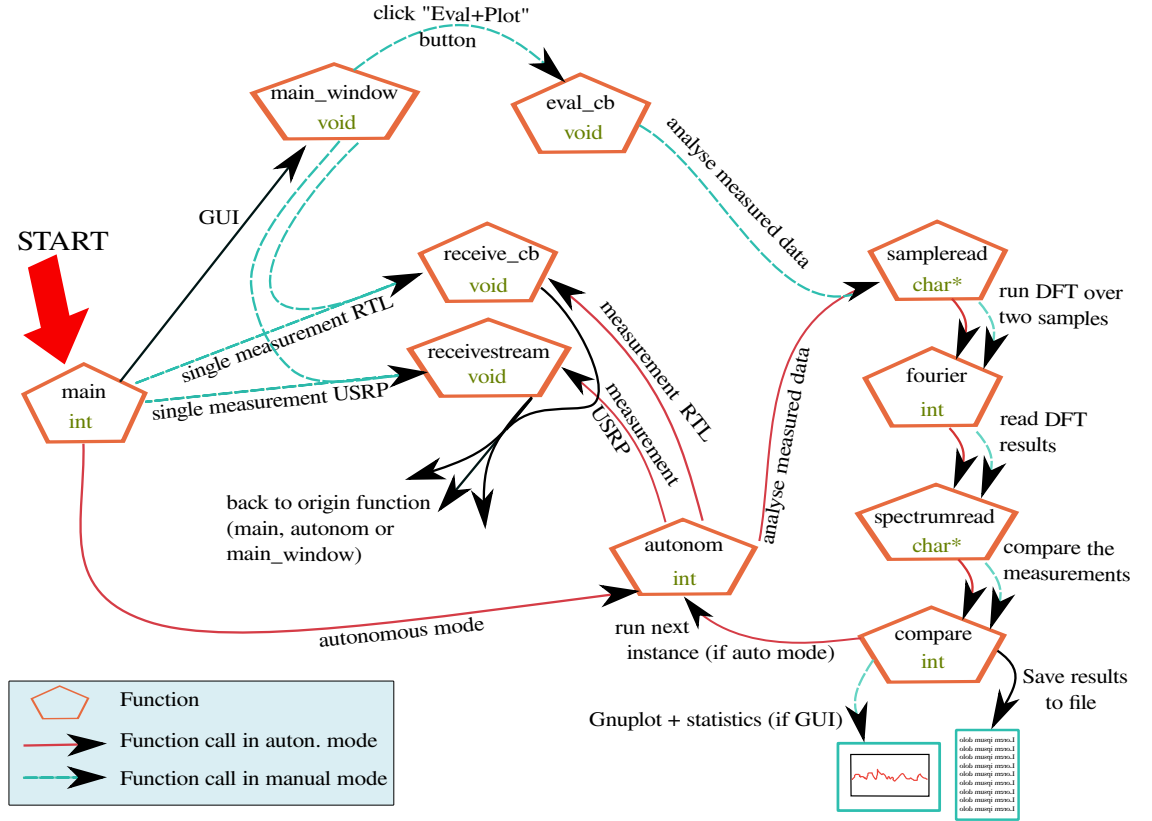 click "Eval+Plot"
button
main_window
void
eval_cb
void
analyse measured data
GUI
START
receive_cb
void
sampleread
char*
run DFT over
two samples
single measurement RTL
measurement RTL
receivestream
void
main
int
single measurement USRP
measurement
USRP
analyse measured data
fourier
int
read DFT
results
back to origin function
(main, autonom or
main_window)
spectrumread
char*
autonom
int
compare the
measurements
autonomous mode
run next
instance (if auto mode)
compare
int
Save results
to file
Gnuplot + statistics (if GUI)
Function
Function call in auton. mode
Function call in manual mode